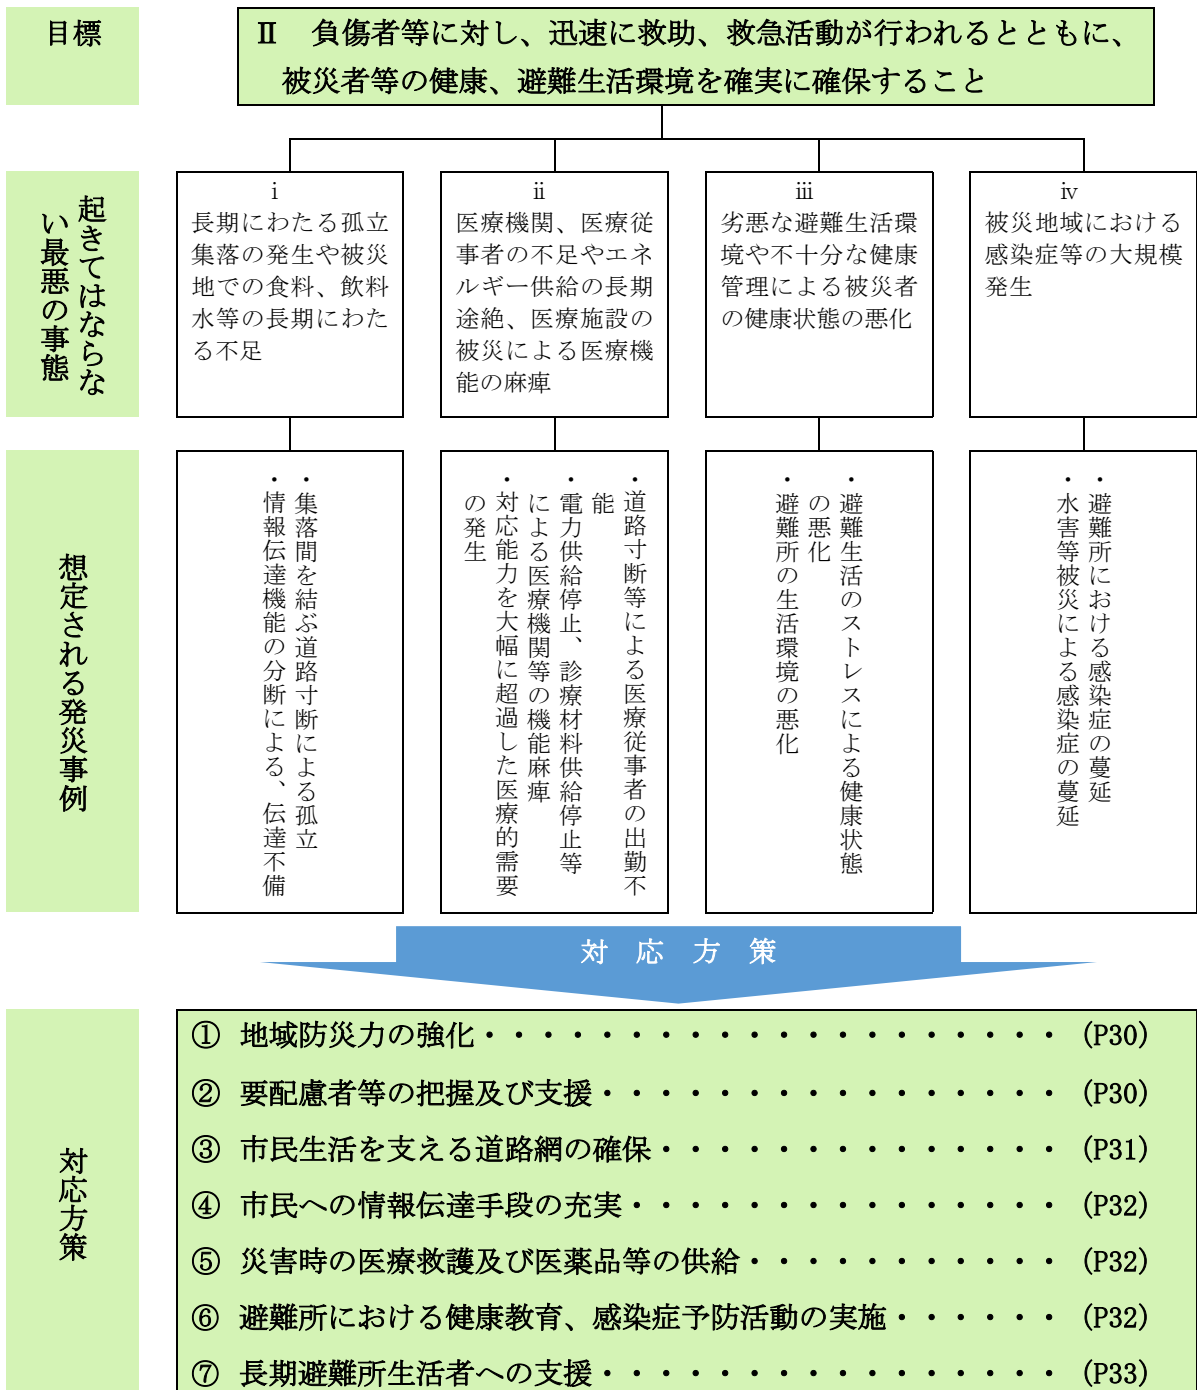 目標
Ⅱ 負傷者等に対し、迅速に救助、救急活動が行われるとともに、
被災者等の健康、避難生活環境を確実に確保すること
起きてはならな
い最悪の事態
ⅰ
長期にわたる孤立
集落の発生や被災
地での食料、飲料
水等の長期にわた
る不足
ⅱ
医療機関、医療従
事者の不足やエネ
ルギー供給の長期
途絶、医療施設の
被災による医療機
能の麻痺
ⅲ
劣悪な避難生活環
境や不十分な健康
管理による被災者
の健康状態の悪化
ⅳ
被災地域における
感染症等の大規模
発生
想定される発災事例
・集落間を結ぶ道路寸断による孤立
・情報伝達機能の分断による、伝達不備
・道路寸断等による医療従事者の出勤不
能
・電力供給停止、診療材料供給停止等
による医療機関等の機能麻痺
・対応能力を大幅に超過した医療的需要
の発生
・避難生活のストレスによる健康状態
の悪化
・避難所の生活環境の悪化
・避難所における感染症の蔓延
・水害等被災による感染症の蔓延
対応方策
対応方策
① 地域防災力の強化・・・・・・・・・・・・・・・・・・・・ (P30)
② 要配慮者等の把握及び支援・・・・・・・・・・・・・・・・ (P30)
③ 市民生活を支える道路網の確保・・・・・・・・・・・・・・ (P31)
④ 市民への情報伝達手段の充実・・・・・・・・・・・・・・・ (P32)
⑤ 災害時の医療救護及び医薬品等の供給・・・・・・・・・・・ (P32)
⑥ 避難所における健康教育、感染症予防活動の実施・・・・・・ (P32)
⑦ 長期避難所生活者への支援・・・・・・・・・・・・・・・・ (P33)